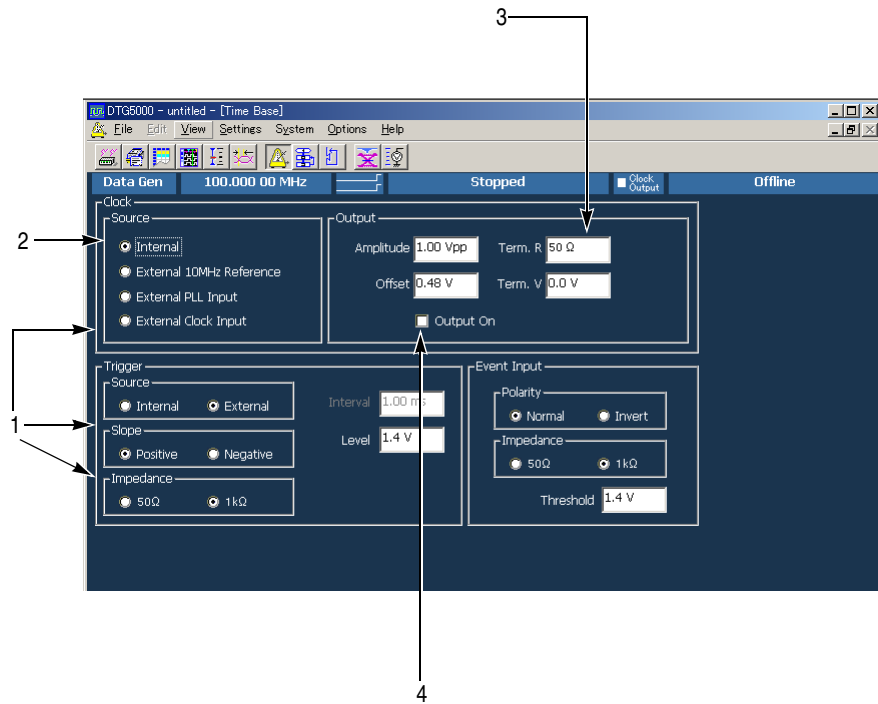 3
DTG5000 - untitled - [Time Base]
File Edit View Settings System Options Help
Data Gen 100.000 00 MHz Stopped Clock Output Offline
Clock
Source
Internal
External 10MHz Reference
External PLL Input
External Clock Input
Output
Amplitude 1.00 Vpp Term. R 50 Ω
Offset 0.48 V Term. V 0.0 V
Output On
2
1
Trigger
Source
Internal External
Interval 1.00 ms
Slope
Positive Negative
Level 1.4 V
Impedance
50Ω 1kΩ
Event Input
Polarity
Normal Invert
Impedance
50Ω 1kΩ
Threshold 1.4 V
4